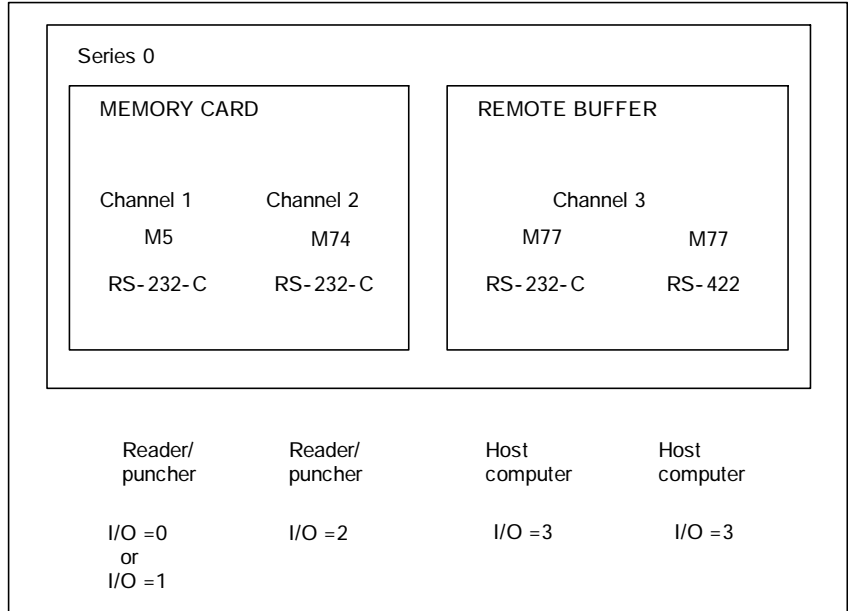 Series 0
MEMORY CARD
REMOTE BUFFER
Channel 1
Channel 2
Channel 3
M5
M74
M77
M77
RS-232-C
RS-232-C
RS-232-C
RS-422
Reader/
puncher
Reader/
puncher
Host
computer
Host
computer
I/O =0
or
I/O =1
I/O =2
I/O =3
I/O =3